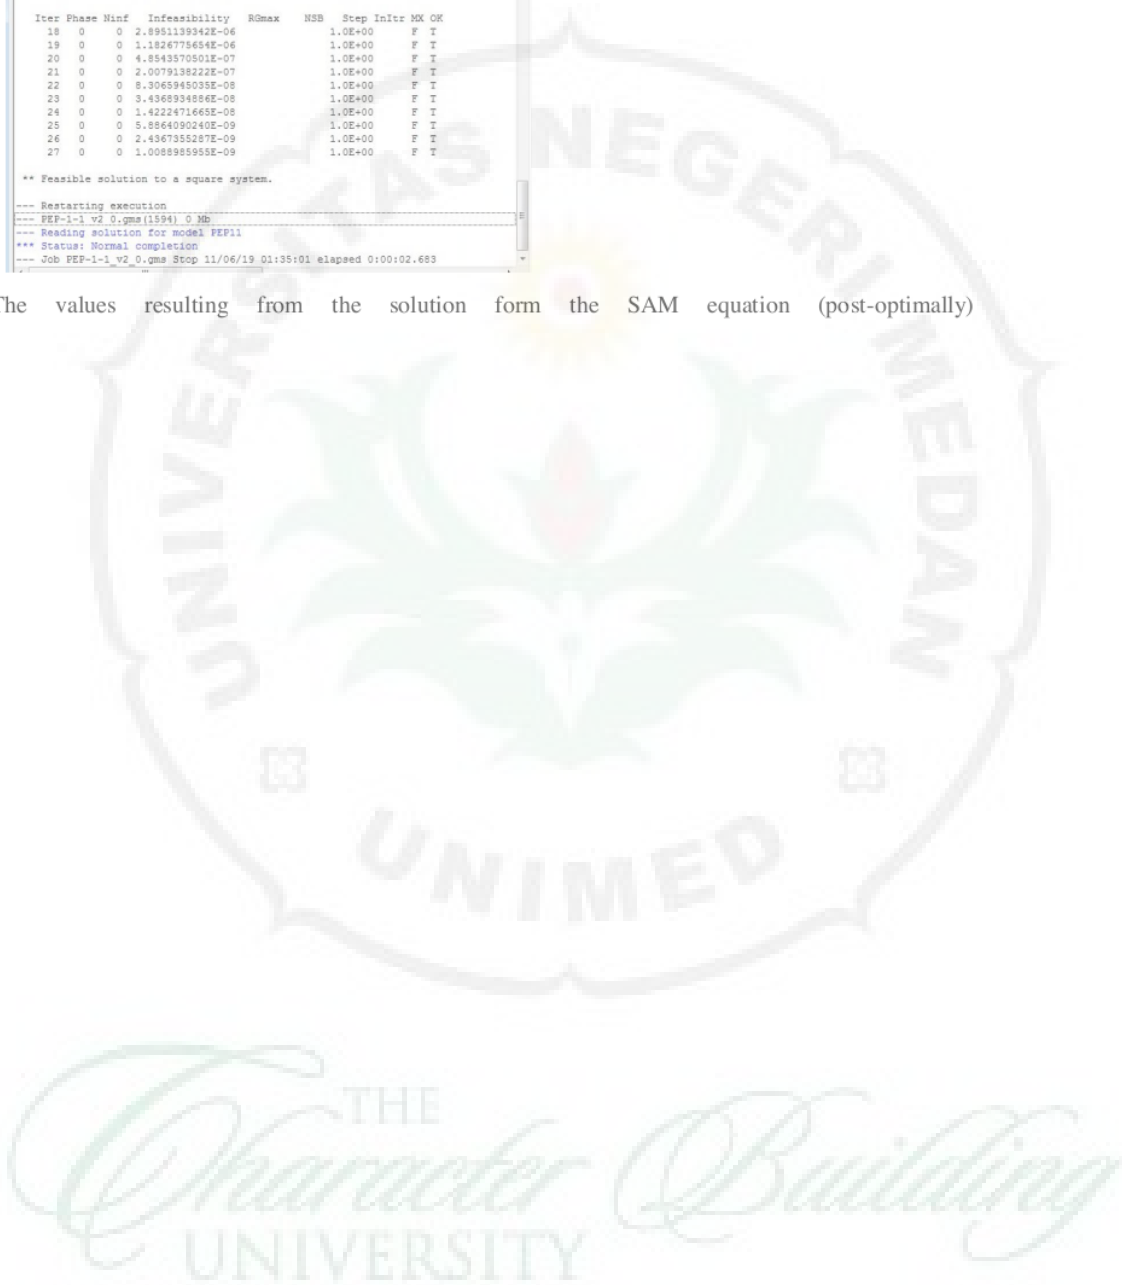 Iter Phase Ninf Infeasibility RGmax NSB Step InItr MX OK
18 0 0 2.8951139342E-06 1.0E+00 F T
19 0 0 1.1826775654E-06 1.0E+00 F T
20 0 0 4.8543570501E-07 1.0E+00 F T
21 0 0 2.0079138222E-07 1.0E+00 F T
22 0 0 8.3065945035E-08 1.0E+00 F T
23 0 0 3.4368934886E-08 1.0E+00 F T
24 0 0 1.4222471665E-08 1.0E+00 F T
25 0 0 5.8864090240E-09 1.0E+00 F T
26 0 0 2.4367355287E-09 1.0E+00 F T
27 0 0 1.0088985955E-09 1.0E+00 F T
** Feasible solution to a square system.
--- Restarting execution
--- PEP-1-1_v2_0.gms(1594) 0 Mb
--- Reading solution for model PEP11
*** Status: Normal completion
--- Job PEP-1-1_v2_0.gms Stop 11/06/19 01:35:01 elapsed 0:00:02.683
The values resulting from the solution form the SAM equation (post-optimally)
UNIVERSITAS NEGERI MEDAN
UNIMED
THE
Character Building
UNIVERSITY